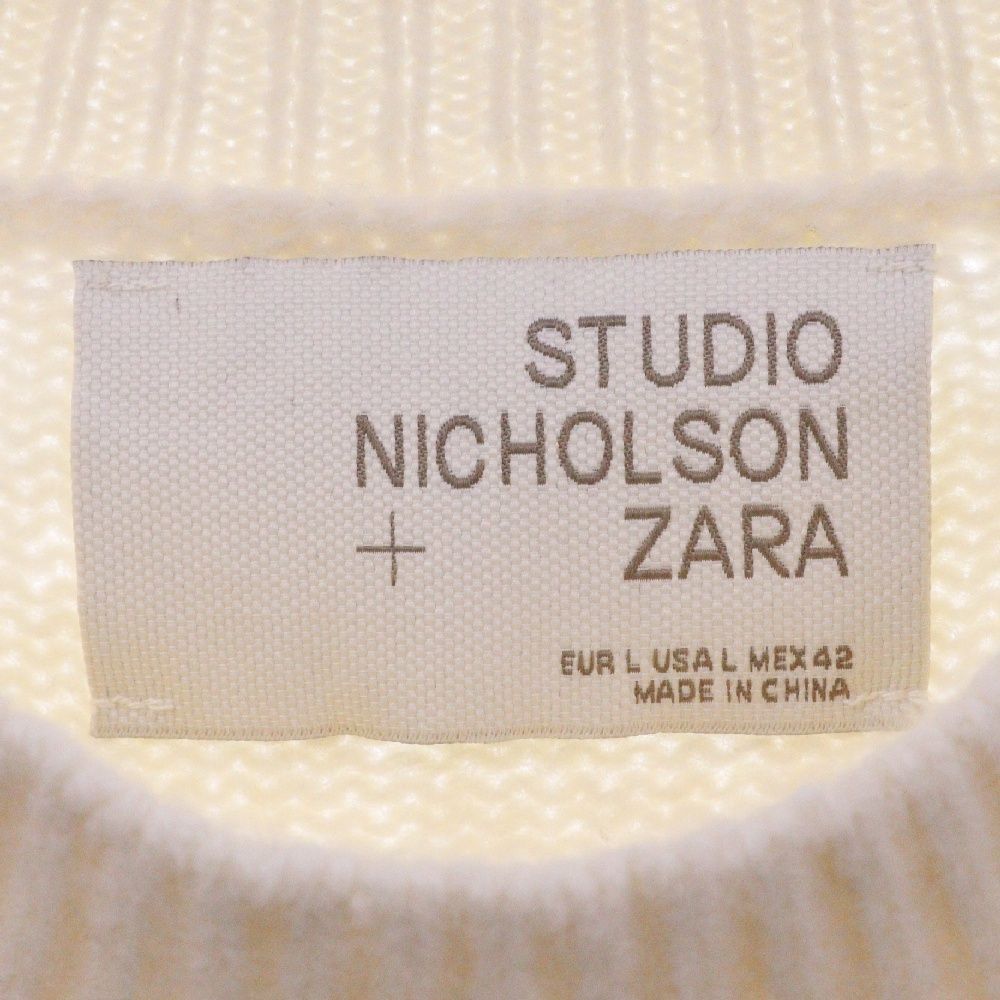 STUDIO
NICHOLSON
+ ZARA
EUR L USA L MEX 42
MADE IN CHINA